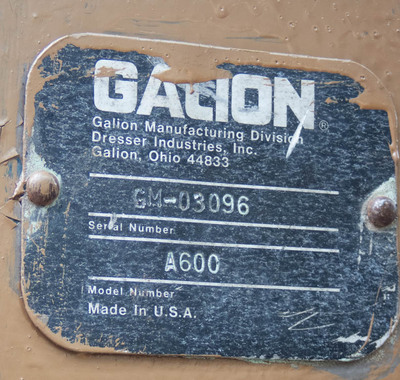 GALION ®
Galion Manufacturing Division
Dresser Industries, Inc.
Galion, Ohio 44833
GM-03096
Serial Number
A600
Model Number
Made In U.S.A.